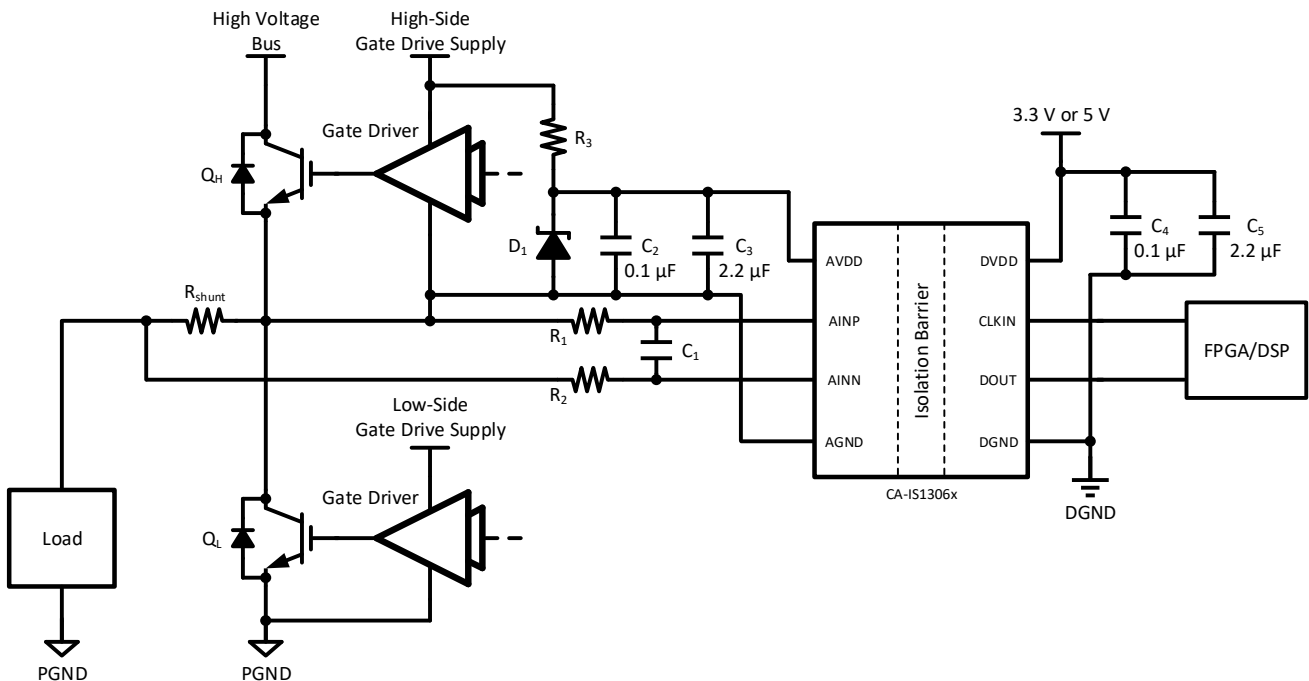 High Voltage
Bus
High-Side
Gate Drive Supply
Gate Driver
R3
3.3 V or 5 V
QH
D1
C2
0.1 µF
C3
2.2 µF
C4
0.1 µF
C5
2.2 µF
AVDD
DVDD
Rshunt
R1
C1
AINP
CLKIN
FPGA/DSP
Isolation Barrier
R2
AINN
DOUT
Low-Side
Gate Drive Supply
AGND
DGND
CA-IS1306x
DGND
Gate Driver
Load
QL
PGND
PGND